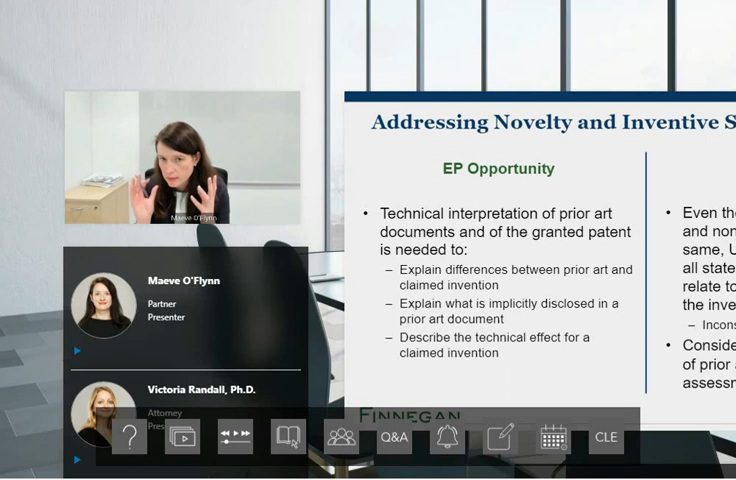 Addressing Novelty and Inventive S
EP Opportunity
• Technical interpretation of prior art
documents and of the granted patent
is needed to:
– Explain differences between prior art and
claimed invention
– Explain what is implicitly disclosed in a
prior art document
– Describe the technical effect for a
claimed invention
• Even the
and non
same, U
all state
relate to
the inve
– Incons
• Conside
of prior a
assessm
FINNEGAN
Maeve O'Flynn
Maeve O'Flynn
Partner
Presenter
Victoria Randall, Ph.D.
Attorney
Pres
?
Q&A
CLE